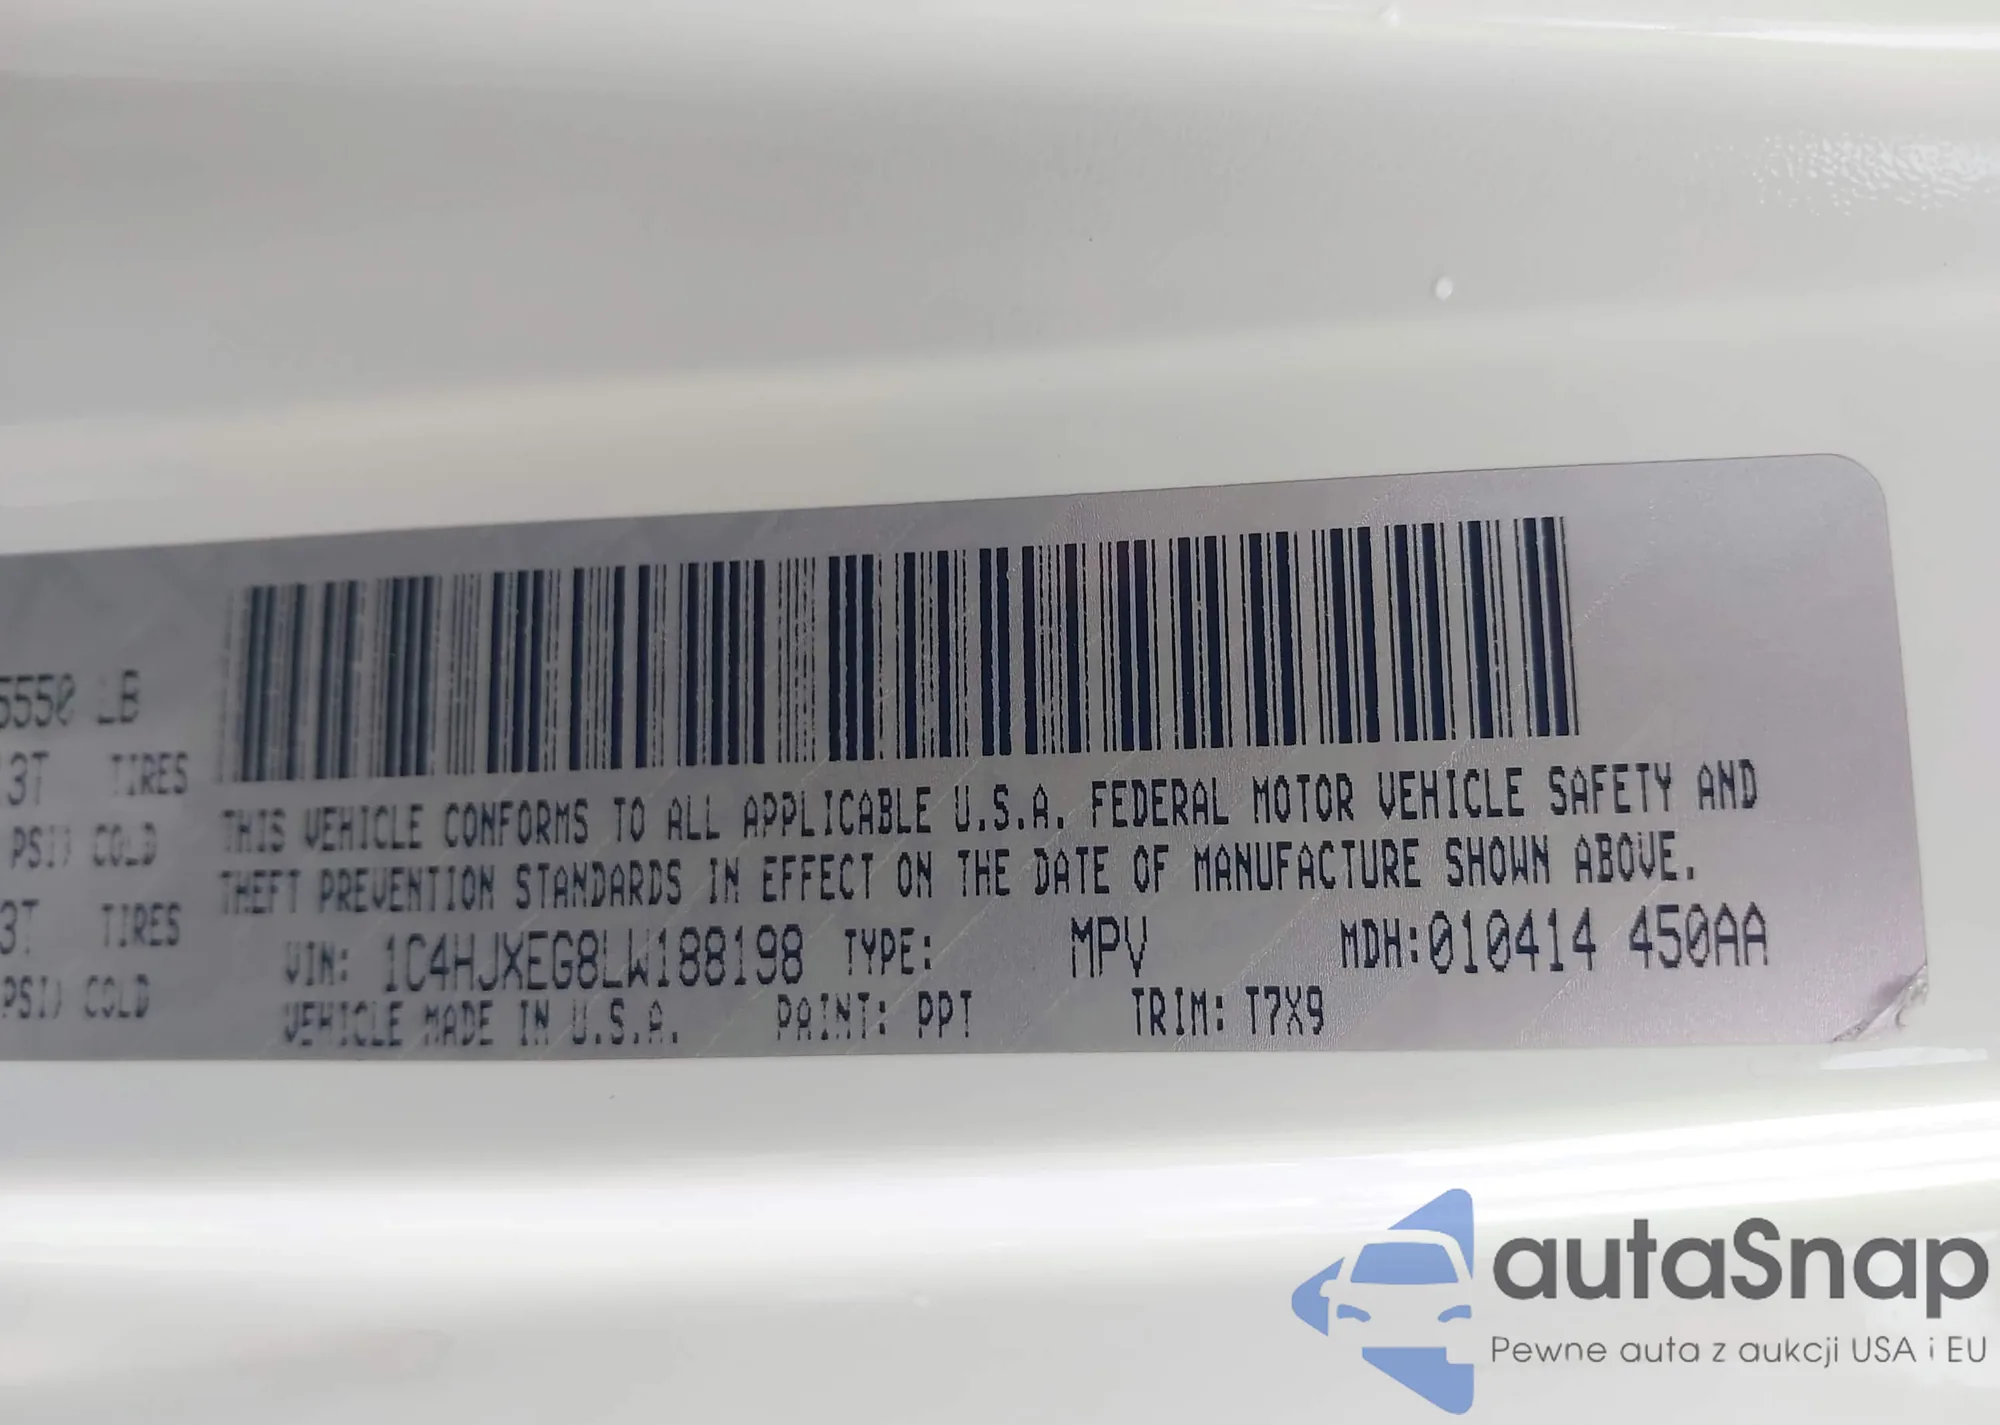 5550 LB
13T TIRES
PSI) COLD
3T TIRES
PSI) COLD
THIS VEHICLE CONFORMS TO ALL APPLICABLE U.S.A. FEDERAL MOTOR VEHICLE SAFETY AND
THEFT PREVENTION STANDARDS IN EFFECT ON THE DATE OF MANUFACTURE SHOWN ABOVE.
VIN: 1C4HJXEG8LW188198 TYPE: MPV MDH:010414 450AA
VEHICLE MADE IN U.S.A. PAINT: PPT TRIM: T7X9
autaSnap
Pewne auta z aukcji USA i EU